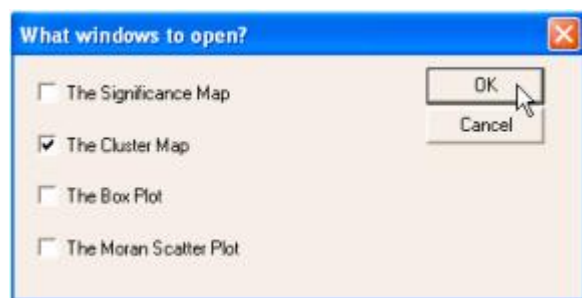 What windows to open?
The Significance Map
OK
The Cluster Map
Cancel
The Box Plot
The Moran Scatter Plot